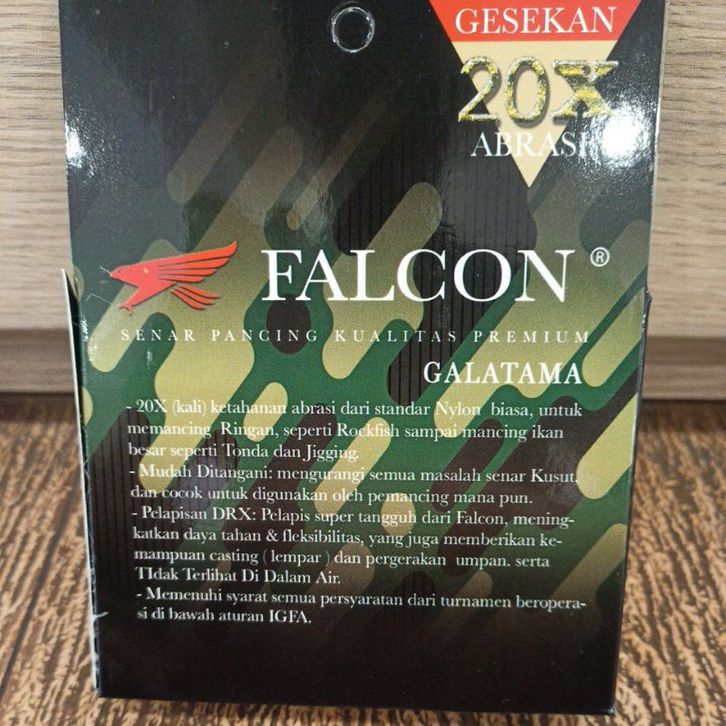 GESEKAN
20X
ABRASI
FALCON ®
SENAR PANCING KUALITAS PREMIUM
GALATAMA
- 20X (kali) ketahanan abrasi dari standar Nylon biasa, untuk
memancing Ringan, seperti Rockfish sampai mancing ikan
besar seperti Tonda dan Jigging.
- Mudah Ditangani: mengurangi semua masalah senar Kusut,
dan cocok untuk digunakan oleh pemancing mana pun.
- Pelapisan DRX: Pelapis super tangguh dari Falcon, mening-
katkan daya tahan & fleksibilitas, yang juga memberikan ke-
mampuan casting ( lempar ) dan pergerakan umpan. serta
TIdak Terlihat Di Dalam Air.
- Memenuhi syarat semua persyaratan dari turnamen beropera-
si di bawah aturan IGFA.